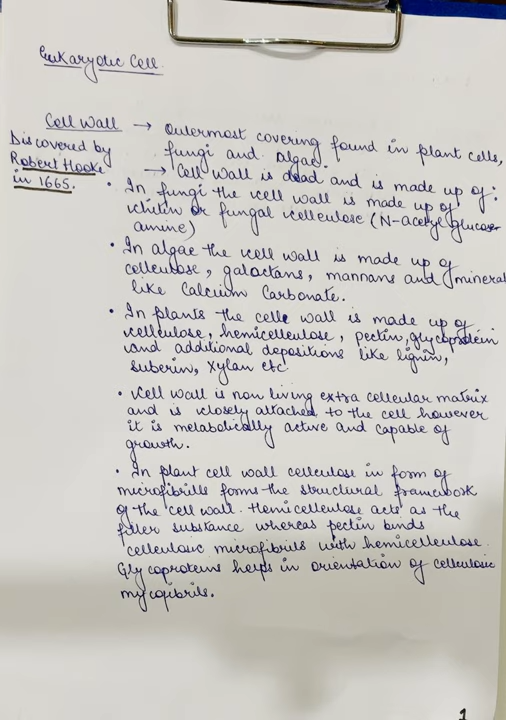 Eukaryotic Cell
Cell Wall → Outermost covering found in plant cells,
fungi and Algae.
Discovered by
Robert Hooke
in 1665.
→ Cell wall is dead and is made up of:
• In fungi the cell wall is made up of
chitin or fungal cellulose (N-acetyl glucos-
amine)
• In algae the cell wall is made up of
cellulose, galactans, mannans and mineral
like Calcium Carbonate.
• In plants the cell wall is made up of
cellulose, hemicellulose, pectin, glycoprotein
and additional depositions like lignin,
suberin, xylan etc
• Cell wall is non living extra cellular matrix
and is closely attached to the cell however
it is metabolically active and capable of
growth.
• In plant cell wall cellulose in form of
microfibrills forms the structural framework
of the cell wall. Hemicellulose acts as the
filler substance whereas pectin binds
cellulosic microfibrils with hemicellulose.
Glycoproteins helps in orientation of cellulosic
1